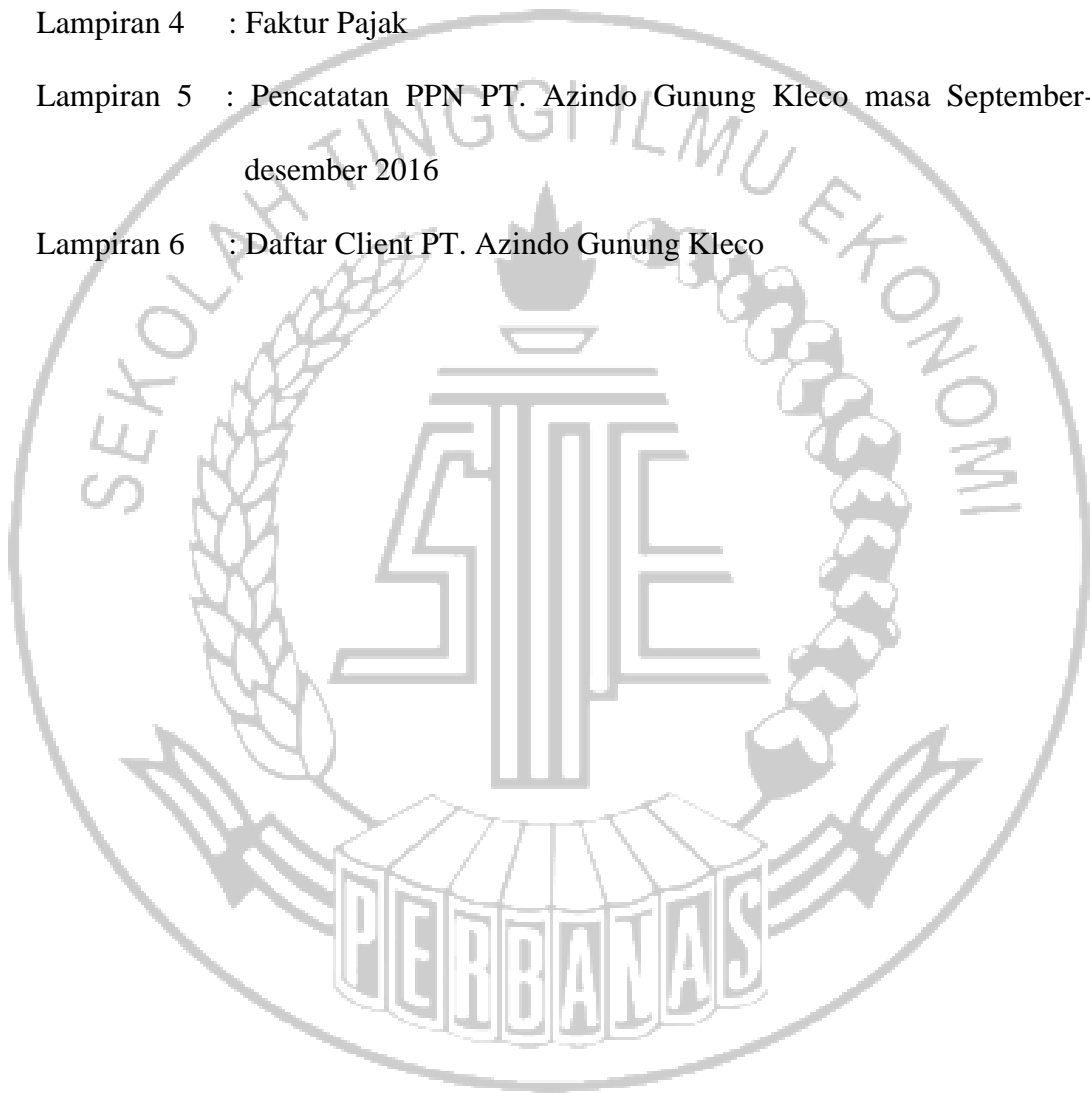 Lampiran 4 : Faktur Pajak
Lampiran 5 : Pencatatan PPN PT. Azindo Gunung Kleco masa September-
desember 2016
Lampiran 6 : Daftar Client PT. Azindo Gunung Kleco
SEKOLAH TINGGI ILMU EKONOMI
STIE
PERBANAS